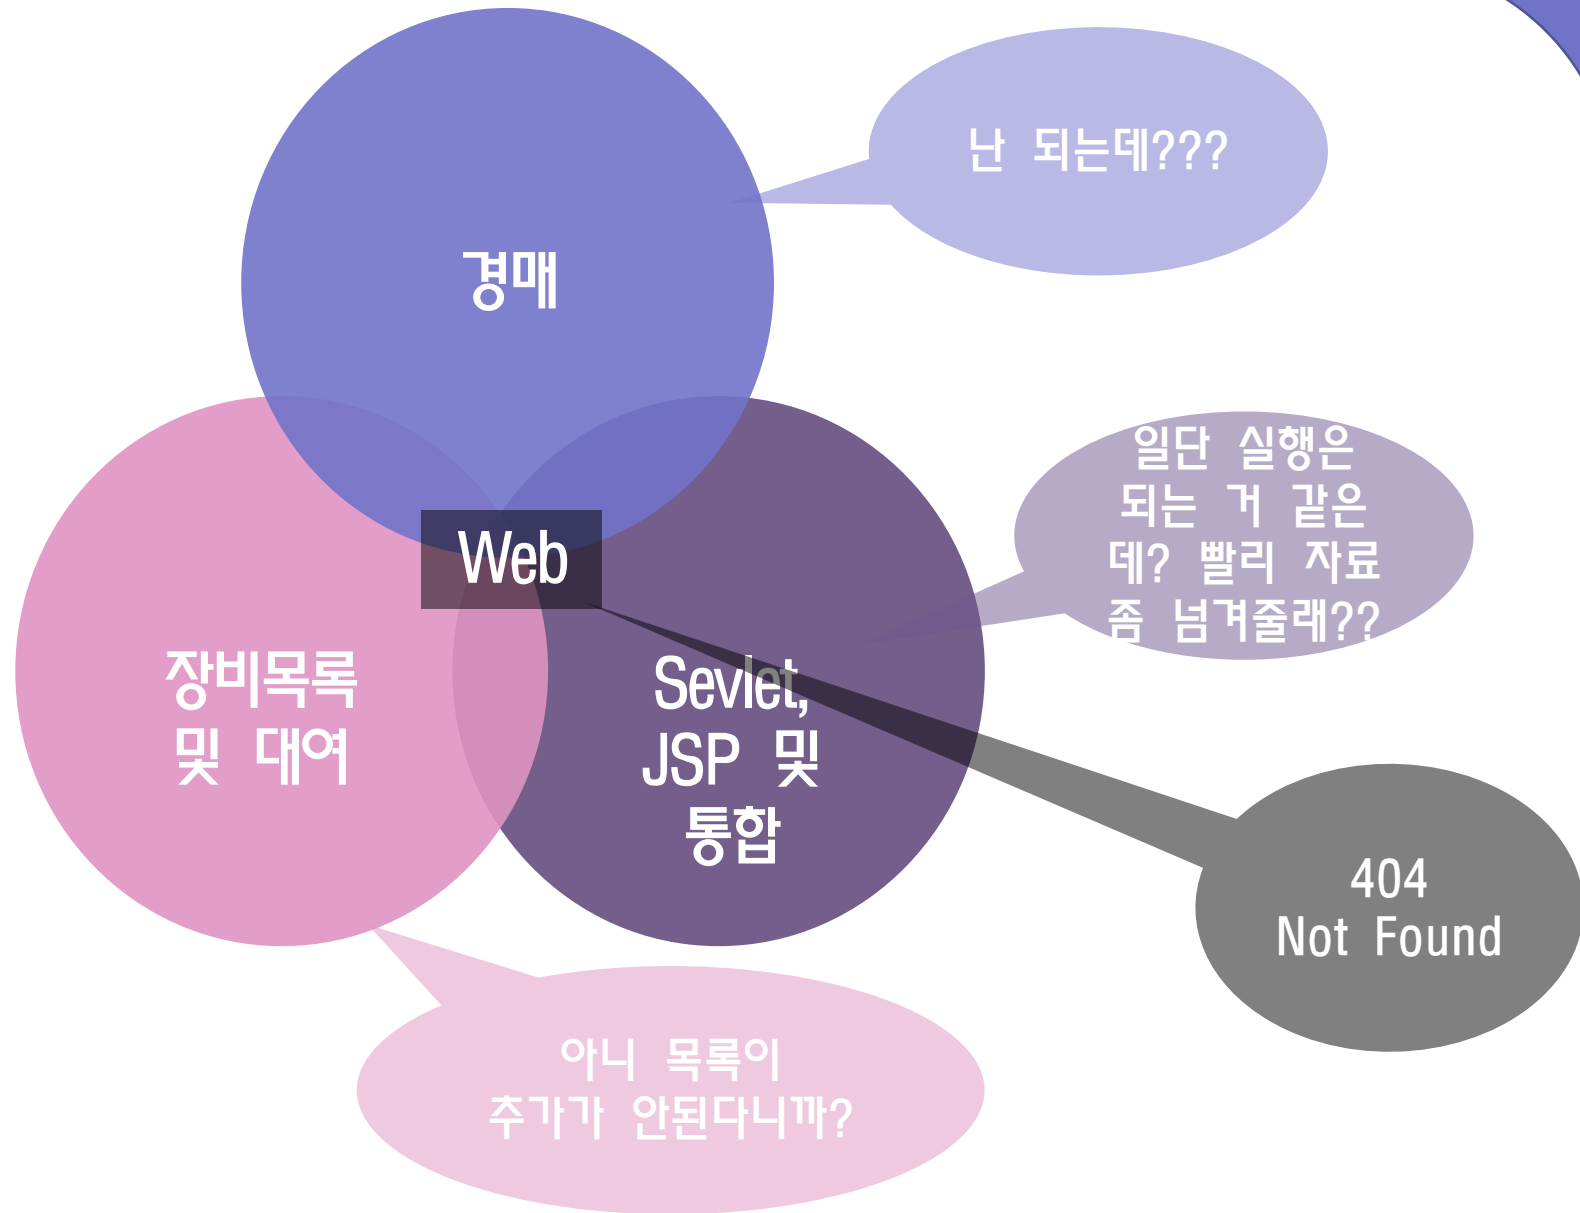 경매
난 되는데???
Web
일단 실행은
되는 거 같은
데? 빨리 자료
좀 넘겨줄래??
장비목록
및 대여
Sevlet,
JSP 및
통합
404
Not Found
아니 목록이
추가가 안된다니까?